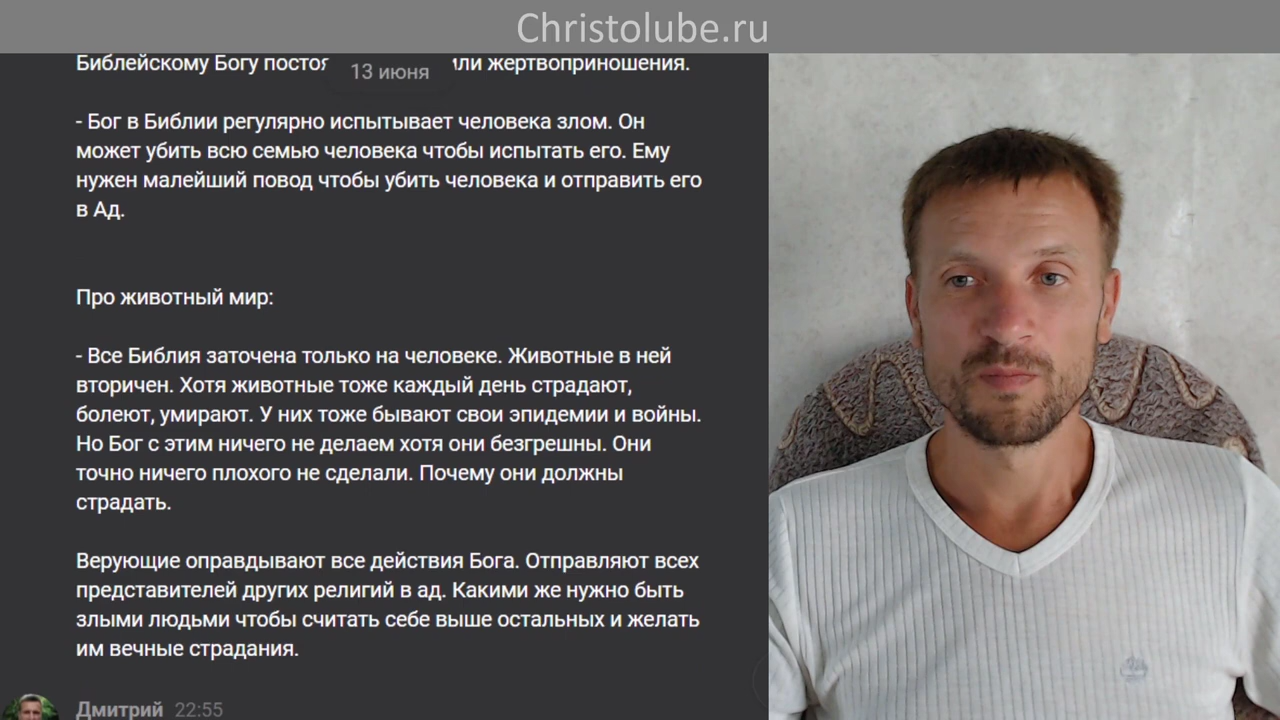 Christolube.ru
Библейскому Богу
13 июня
или жертвоприношения.
- Бог в Библии регулярно испытывает человека злом. Он
может убить всю семью человека чтобы испытать его. Ему
нужен малейший повод чтобы убить человека и отправить его
в Ад.
Про животный мир:
- Все Библия заточена только на человеке. Животные в ней
вторичен. Хотя животные тоже каждый день страдают,
болеют, умирают. У них тоже бывают свои эпидемии и войны.
Но Бог с этим ничего не делаем хотя они безгрешны. Они
точно ничего плохого не сделали. Почему они должны
страдать.
Верующие оправдывают все действия Бога. Отправляют всех
представителей других религий в ад. Какими же нужно быть
злыми людьми чтобы считать себе выше остальных и желать
им вечные страдания.
Дмитрий 22:55